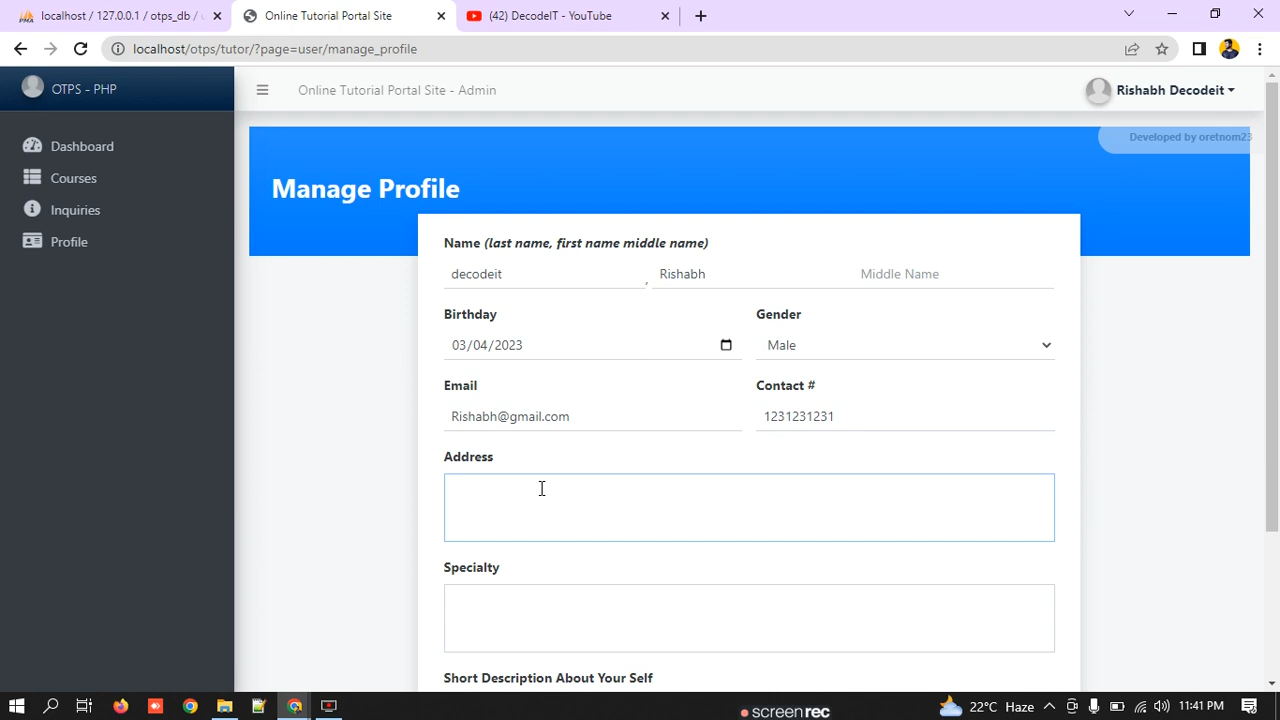 localhost / 127.0.0.1 / otps_db / u
Online Tutorial Portal Site
(42) DecodeIT - YouTube
localhost/otps/tutor/?page=user/manage_profile
OTPS - PHP
Online Tutorial Portal Site - Admin
Rishabh Decodeit
Developed by oretnom23
Dashboard
Courses
Inquiries
Profile
Manage Profile
Name (last name, first name middle name)
decodeit , Rishabh Middle Name
Birthday Gender
03/04/2023 Male
Email Contact #
Rishabh@gmail.com 1231231231
Address
Specialty
Short Description About Your Self
22°C Haze 11:41 PM
screenrec